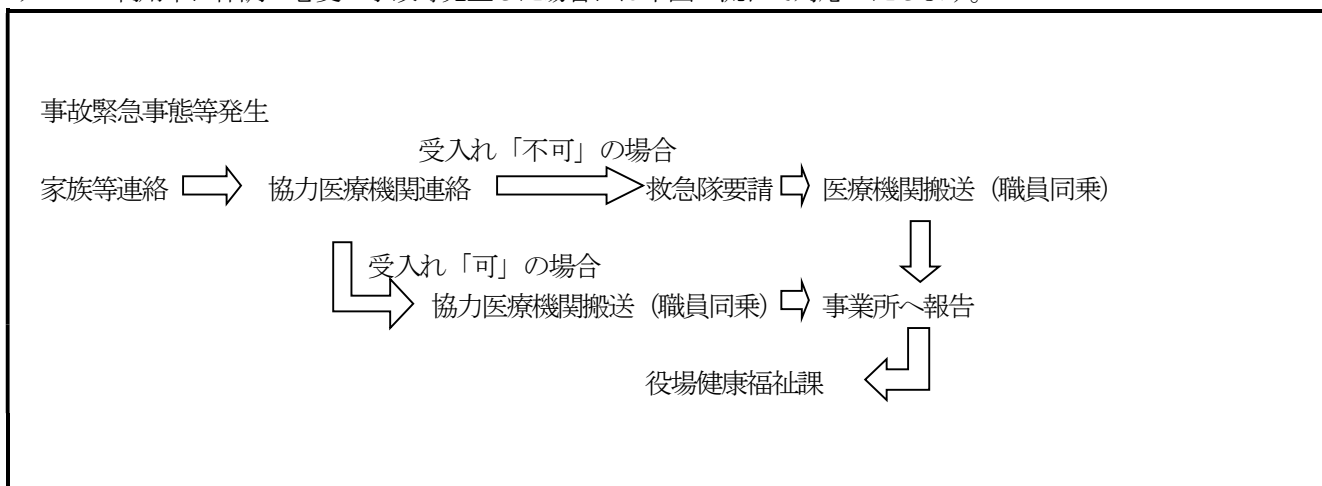 事故緊急事態等発生
受入れ「不可」の場合
家族等連絡 協力医療機関連絡 救急隊要請 医療機関搬送（職員同乗）
受入れ「可」の場合
協力医療機関搬送（職員同乗） 事業所へ報告
役場健康福祉課